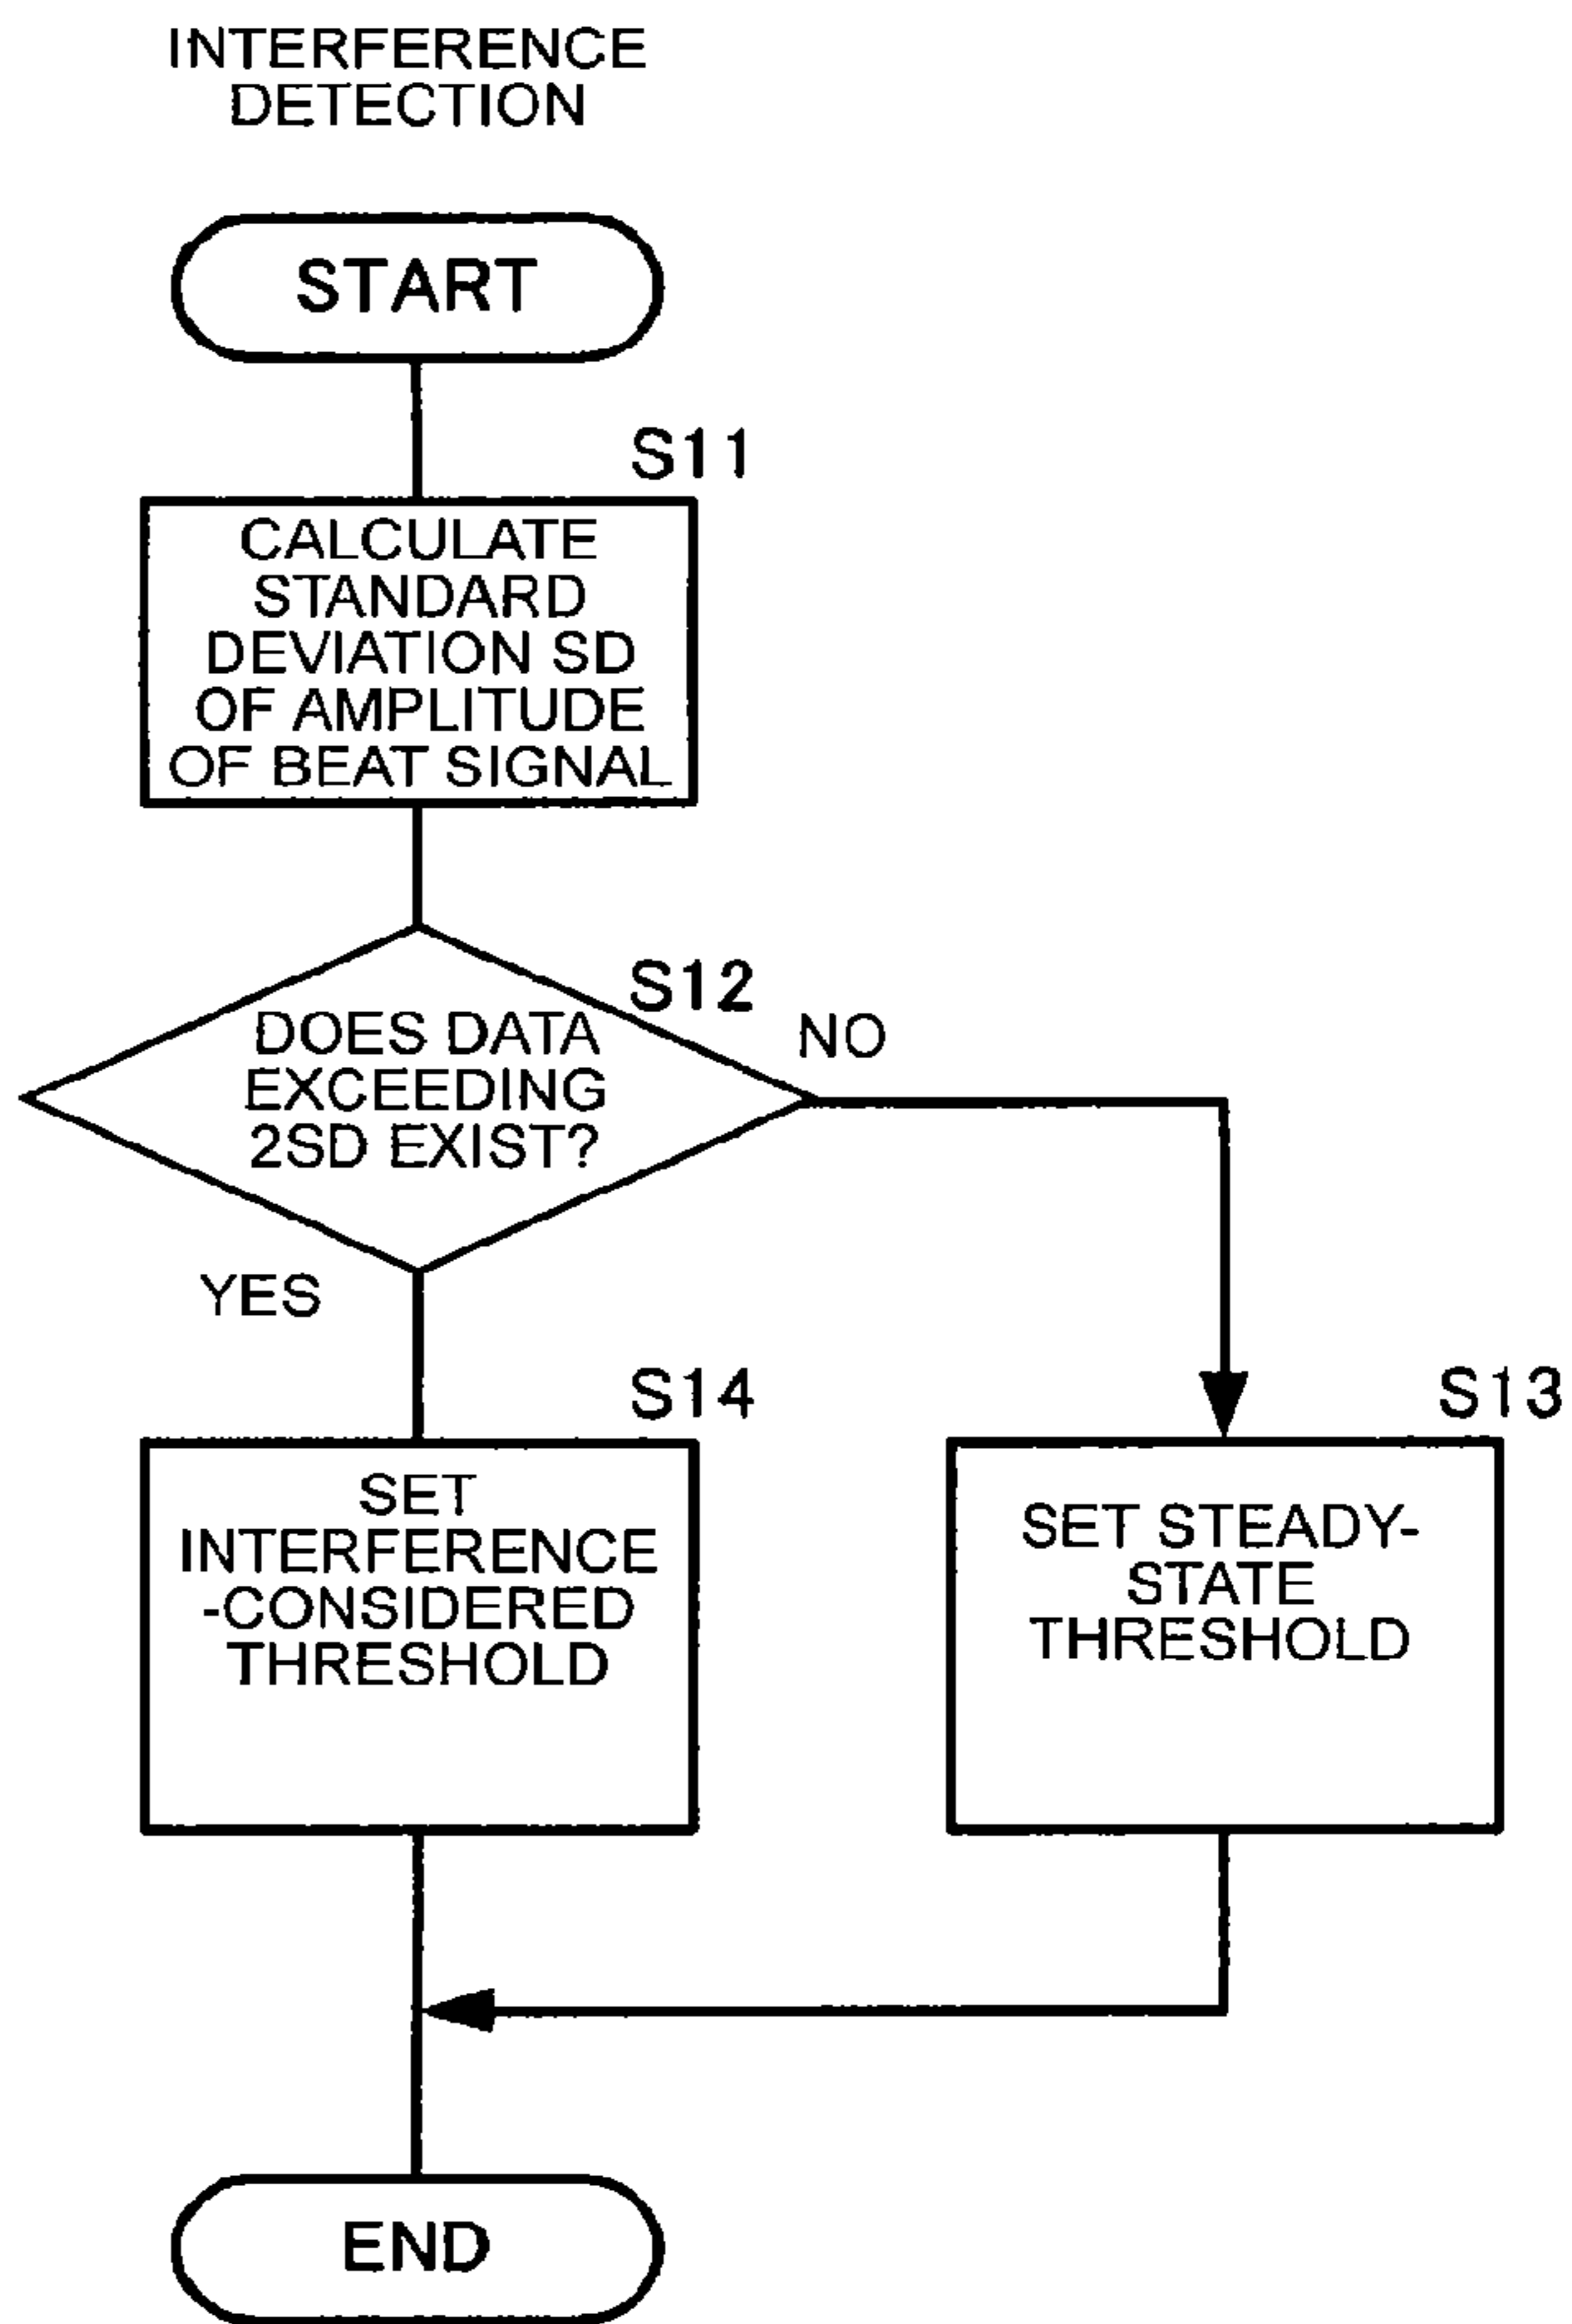 INTERFERENCE
DETECTION
START
S11
CALCULATE
STANDARD
DEVIATION SD
OF AMPLITUDE
OF BEAT SIGNAL
S12
DOES DATA
EXCEEDING
2SD EXIST?
NO
YES
S14
SET
INTERFERENCE
-CONSIDERED
THRESHOLD
S13
SET STEADY-
STATE
THRESHOLD
END